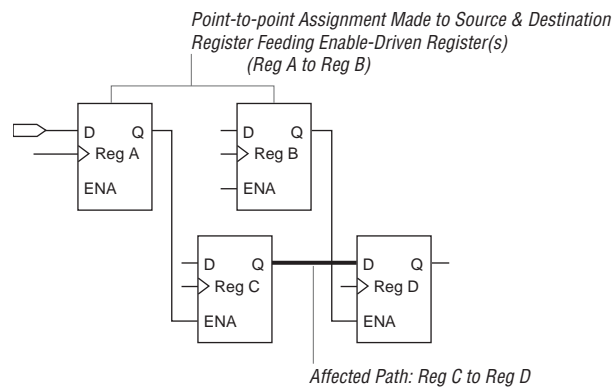 Point-to-point Assignment Made to Source & Destination
Register Feeding Enable-Driven Register(s)
(Reg A to Reg B)
D Q
Reg A
ENA
D Q
Reg B
ENA
D Q
Reg C
ENA
D Q
Reg D
ENA
Affected Path: Reg C to Reg D